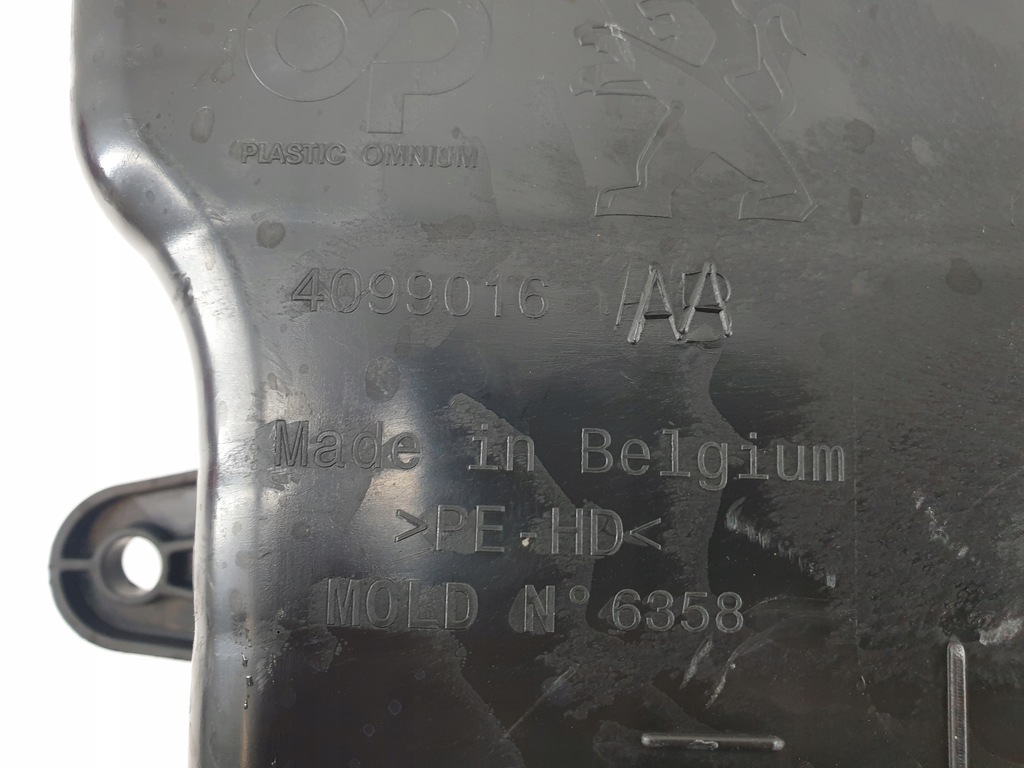 OP
PLASTIC OMNIUM
4099016 AA
Made in Belgium
>PE-HD<
MOLD N° 6358